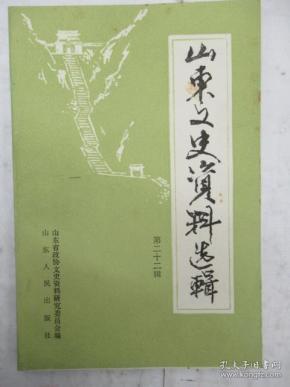 山東文史資料选輯
第二十二辑
山东省政协文史资料研究委员会编
山东人民出版社
孔夫子旧书网